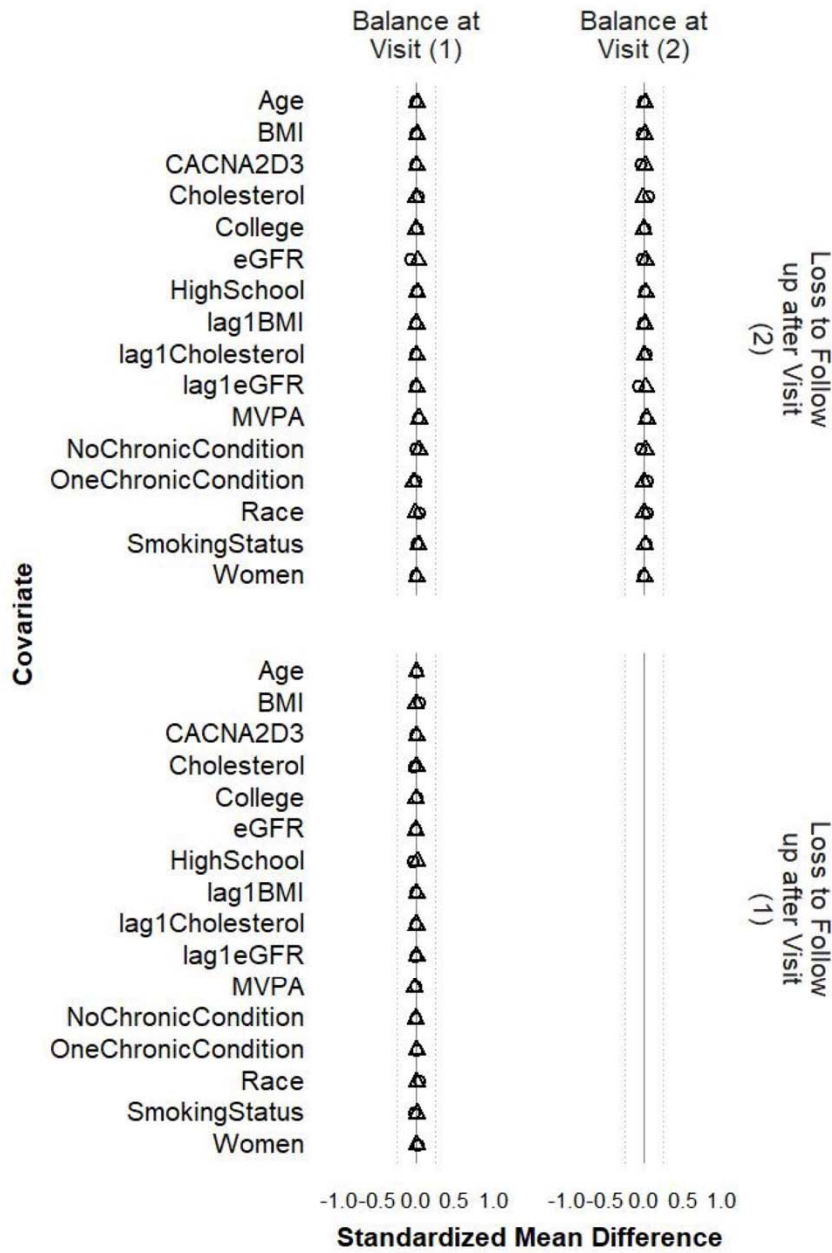 Balance at
Visit (1)
Balance at
Visit (2)
Age
BMI
CACNA2D3
Cholesterol
College
eGFR
HighSchool
lag1BMI
lag1Cholesterol
lag1eGFR
MVPA
NoChronicCondition
OneChronicCondition
Race
SmokingStatus
Women
Loss to Follow
up after Visit
(2)
Covariate
Age
BMI
CACNA2D3
Cholesterol
College
eGFR
HighSchool
lag1BMI
lag1Cholesterol
lag1eGFR
MVPA
NoChronicCondition
OneChronicCondition
Race
SmokingStatus
Women
Loss to Follow
up after Visit
(1)
-1.0-0.5 0.0 0.5 1.0
-1.0-0.5 0.0 0.5 1.0
Standardized Mean Difference